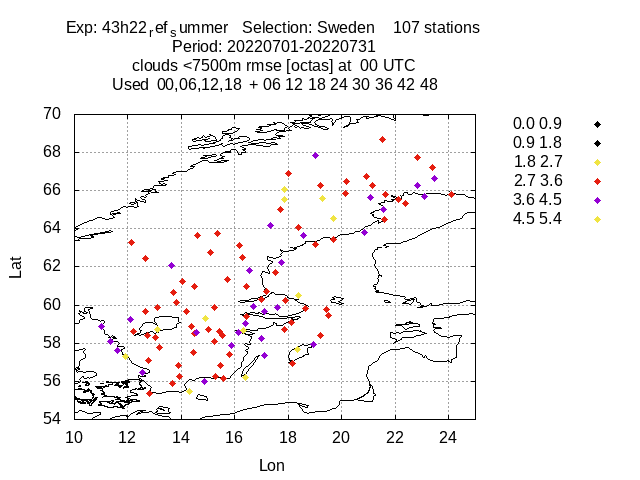 Exp: 43h22ref summer Selection: Sweden 107 stations
Period: 20220701-20220731
clouds <7500m rmse [octas] at 00 UTC
Used 00,06,12,18 + 06 12 18 24 30 36 42 48
70
68
66
64
62
60
58
56
54
Lat
10 12 14 16 18 20 22 24
Lon
0.0 0.9
0.9 1.8
1.8 2.7
2.7 3.6
3.6 4.5
4.5 5.4